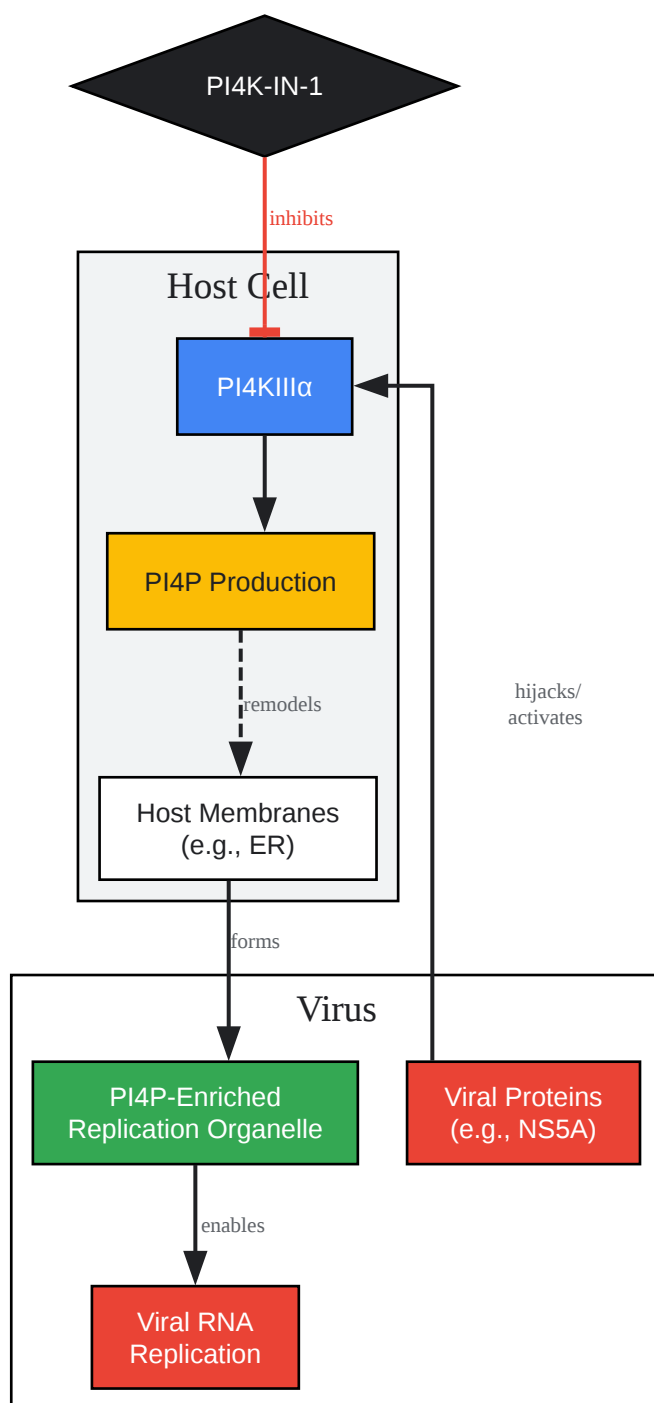 PI4K-IN-1
inhibits
Host Cell
PI4KIIIα
PI4P Production
hijacks/
activates
remodels
Host Membranes
(e.g., ER)
forms
Virus
PI4P-Enriched
Replication Organelle
Viral Proteins
(e.g., NS5A)
enables
Viral RNA
Replication